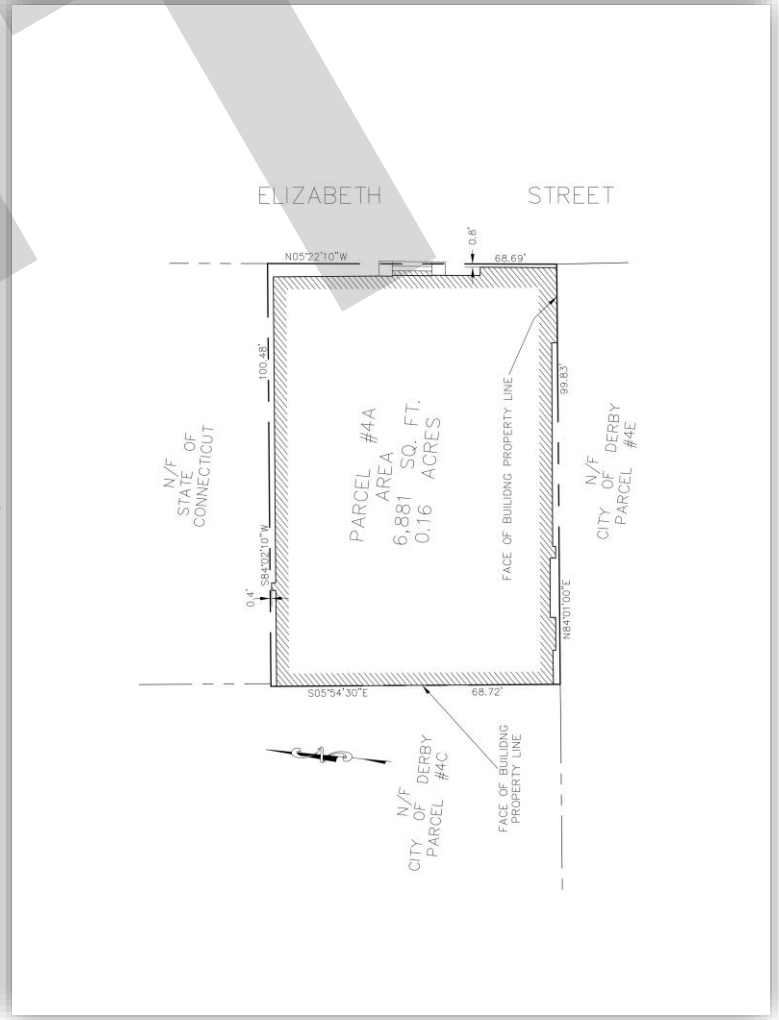 ELIZABETH STREET
N05°22'10"W
0.8'
68.69'
100.48'
99.83'
N/F
STATE OF
CONNECTICUT
PARCEL #4A
AREA
6,881 SQ. FT.
0.16 ACRES
FACE OF BUILIDNG PROPERTY LINE
N/F
CITY OF DERBY
PARCEL #4E
S84°02'10"W
0.4'
N84°01'00"E
S05°54'30"E
68.72'
N/F
CITY OF DERBY
PARCEL #4C
FACE OF BUILIDNG
PROPERTY LINE